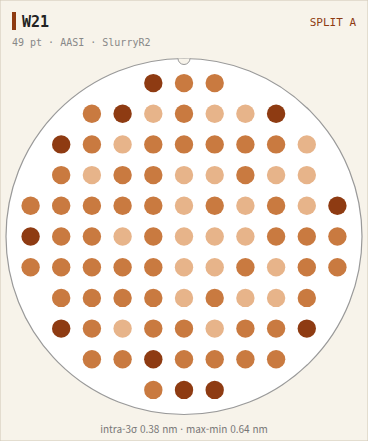 W21
SPLIT A
49 pt · AASI · SlurryR2
intra-3σ 0.38 nm · max-min 0.64 nm